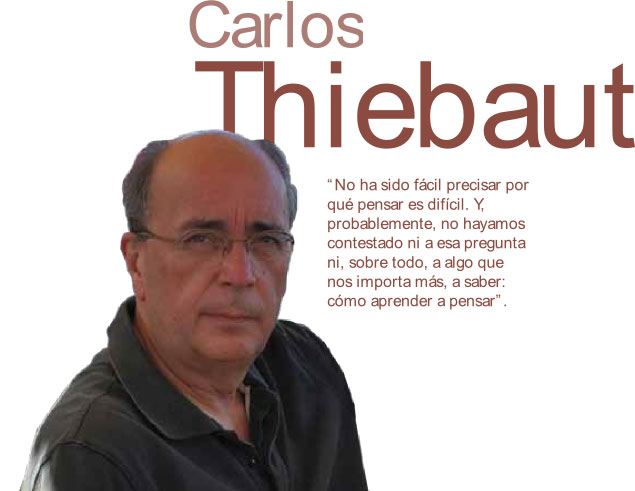 Carlos
Thiebaut
“No ha sido fácil precisar por
qué pensar es difícil. Y,
probablemente, no hayamos
contestado ni a esa pregunta
ni, sobre todo, a algo que
nos importa más, a saber:
cómo aprender a pensar”.